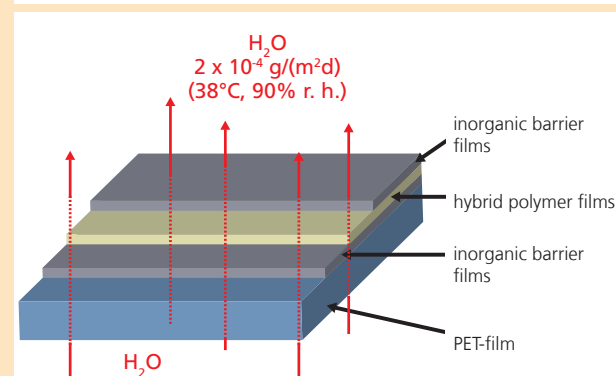 H₂O
2 x 10⁻⁴ g/(m²d)
(38°C, 90% r. h.)
inorganic barrier
films
hybrid polymer films
inorganic barrier
films
PET-film
H₂O